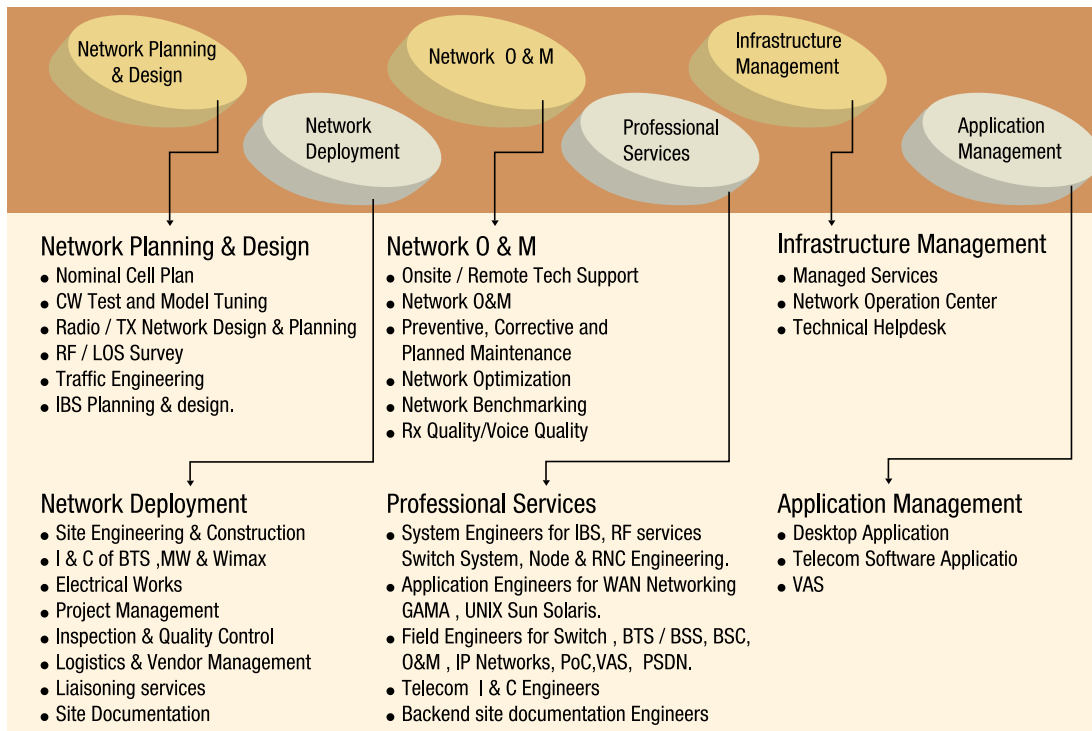 Network Planning
& Design
Network O & M
Infrastructure
Management
Network
Deployment
Professional
Services
Application
Management
Network Planning & Design
● Nominal Cell Plan
● CW Test and Model Tuning
● Radio / TX Network Design & Planning
● RF / LOS Survey
● Traffic Engineering
● IBS Planning & design.
Network O & M
● Onsite / Remote Tech Support
● Network O&M
● Preventive, Corrective and
Planned Maintenance
● Network Optimization
● Network Benchmarking
● Rx Quality/Voice Quality
Infrastructure Management
● Managed Services
● Network Operation Center
● Technical Helpdesk
Network Deployment
● Site Engineering & Construction
● I & C of BTS ,MW & Wimax
● Electrical Works
● Project Management
● Inspection & Quality Control
● Logistics & Vendor Management
● Liaisoning services
● Site Documentation
Professional Services
● System Engineers for IBS, RF services
Switch System, Node & RNC Engineering.
● Application Engineers for WAN Networking
GAMA , UNIX Sun Solaris.
● Field Engineers for Switch , BTS / BSS, BSC,
O&M , IP Networks, PoC,VAS, PSDN.
● Telecom I & C Engineers
● Backend site documentation Engineers
Application Management
● Desktop Application
● Telecom Software Applicatio
● VAS